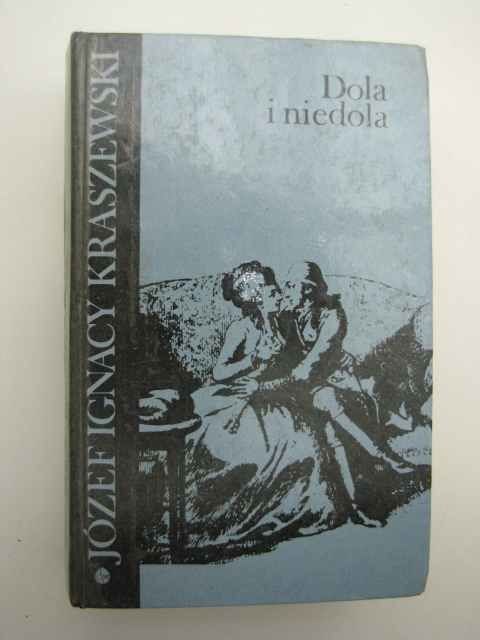 Dola
i niedola
JÓZEF IGNACY KRASZEWSKI